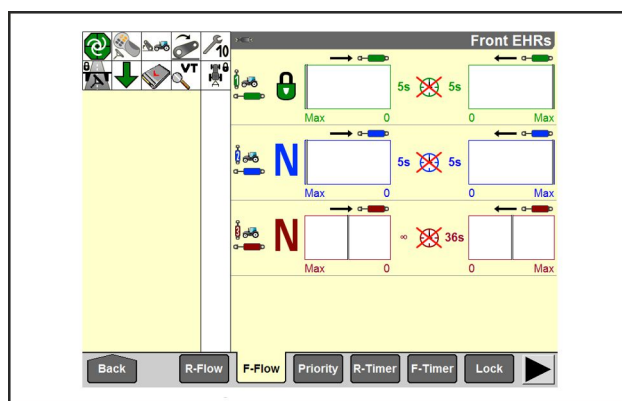 Front EHRs
10
VT
5s 5s
Max 0 0 Max
N 5s 5s
Max 0 0 Max
N ∞ 36s
Max 0 0 Max
Back R-Flow F-Flow Priority R-Timer F-Timer Lock